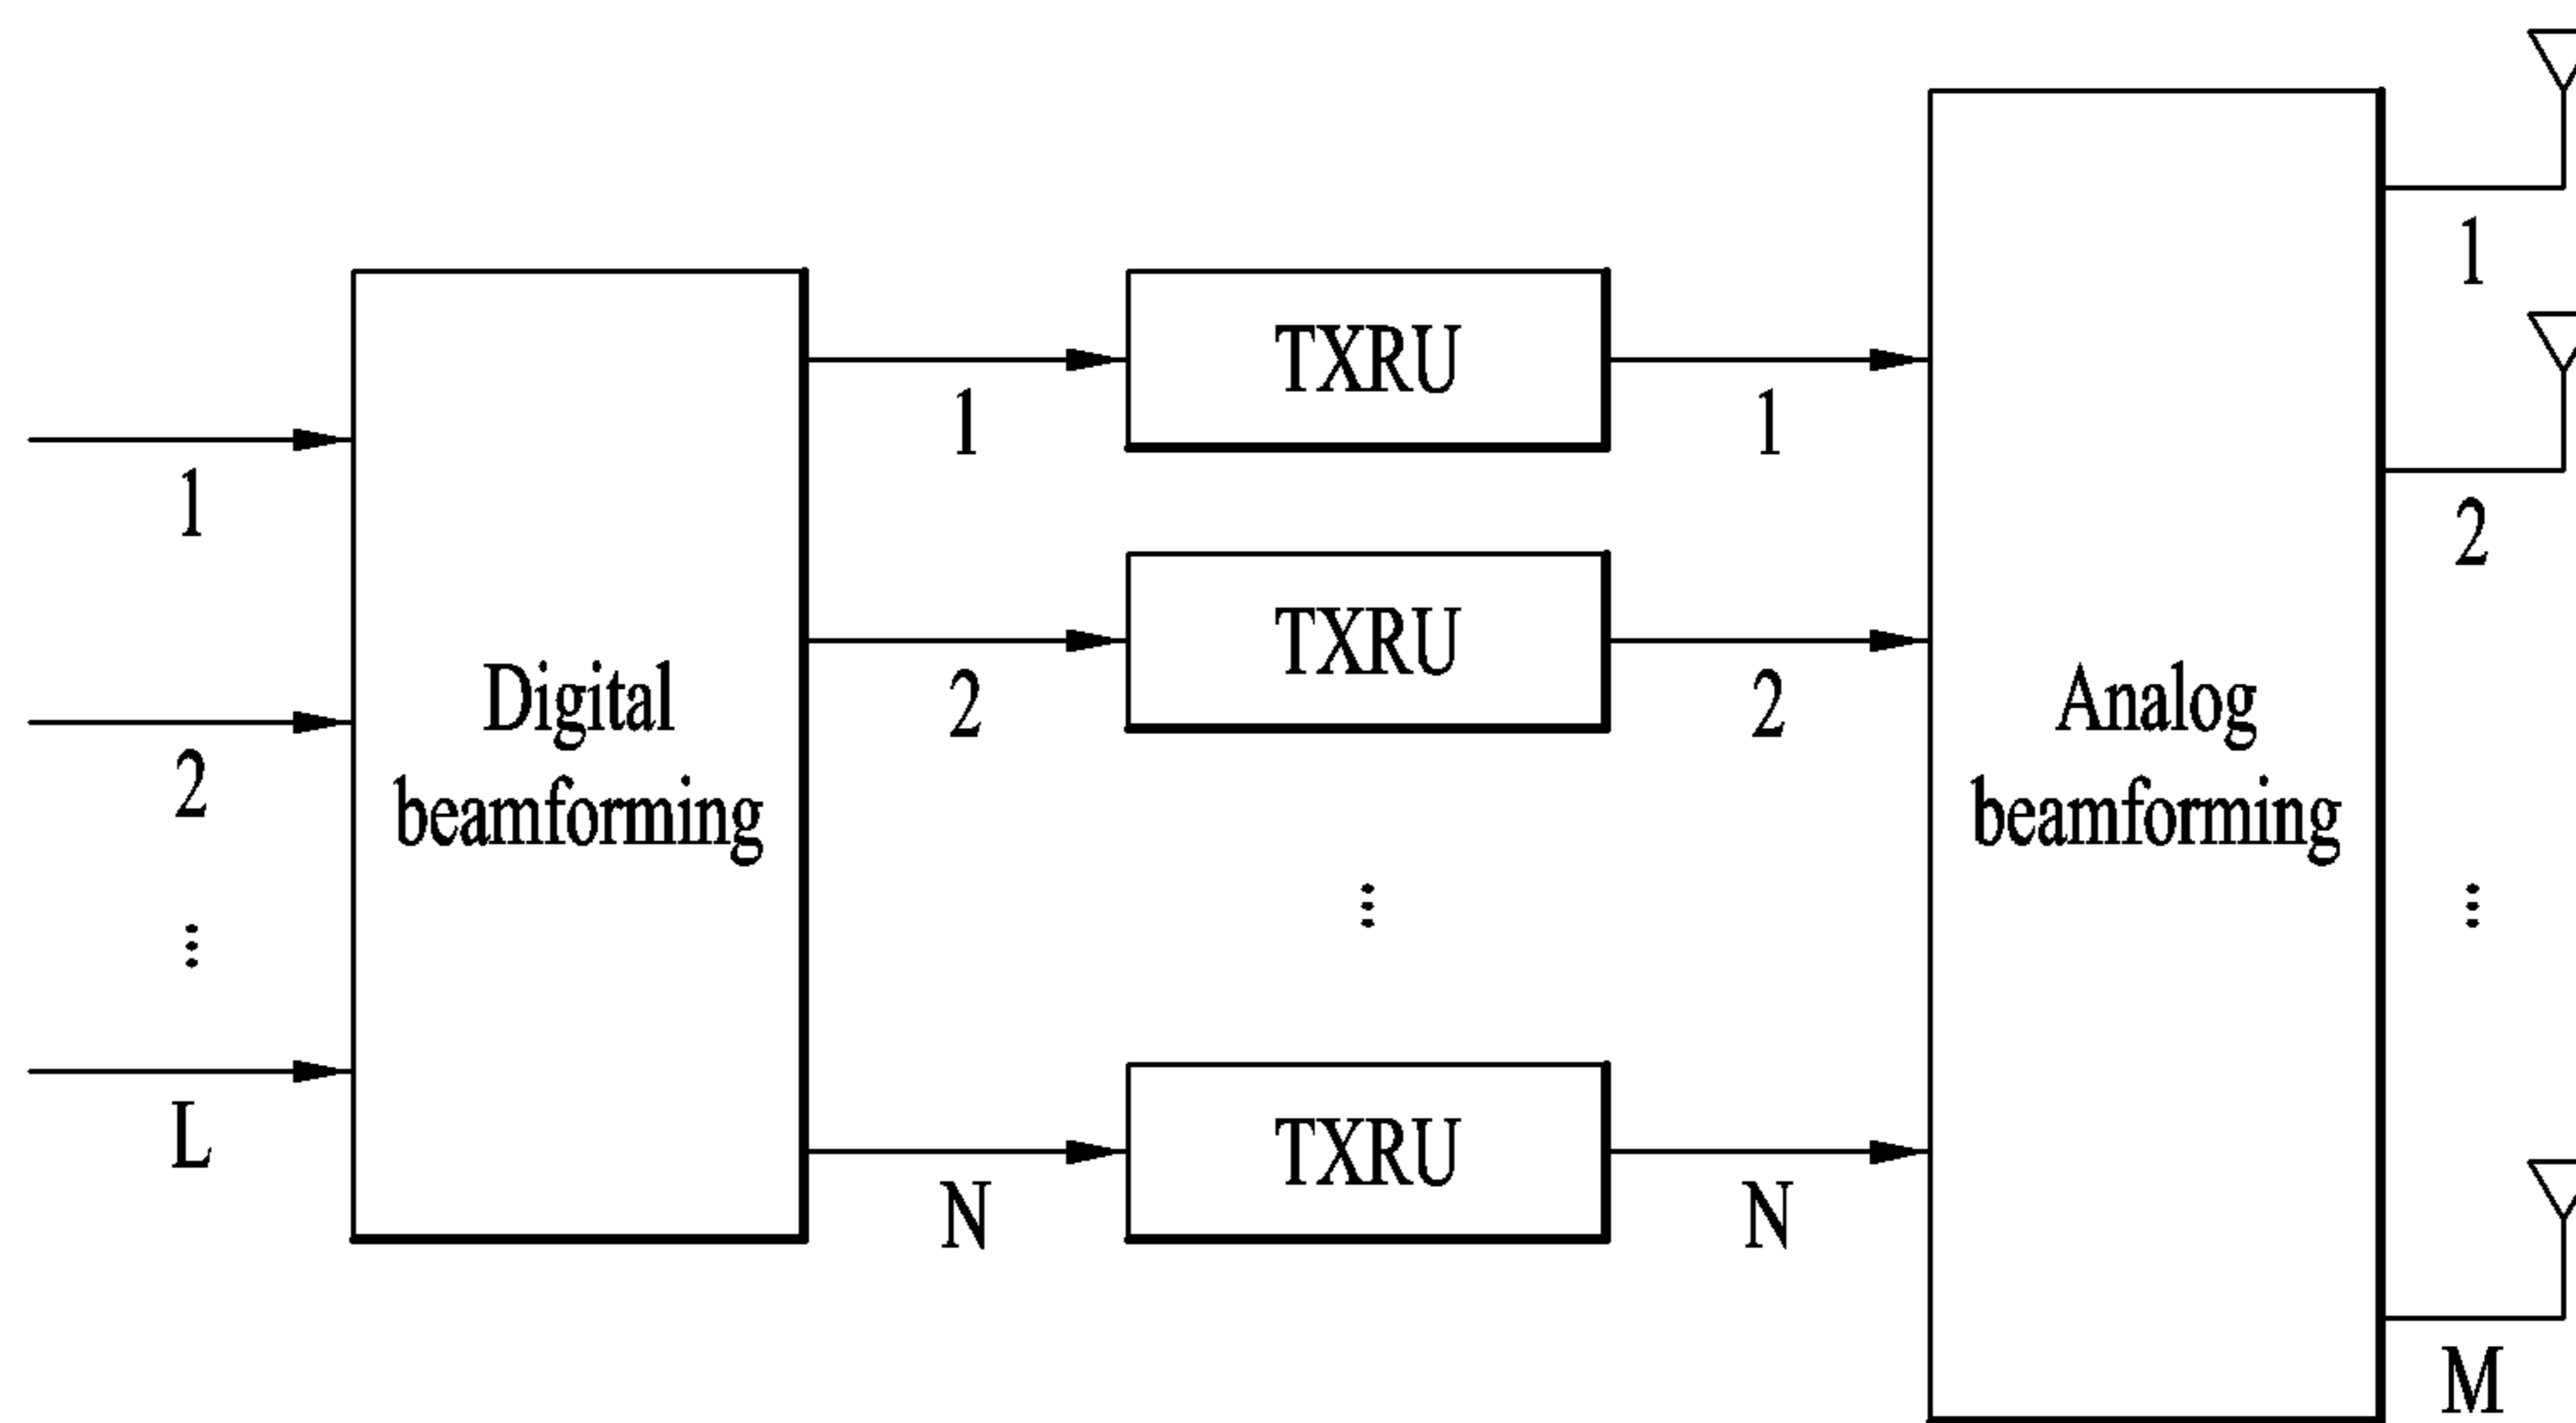 1
2
⋮
L
Digital
beamforming
1
2
N
TXRU
TXRU
⋮
TXRU
1
2
N
Analog
beamforming
1
2
⋮
M